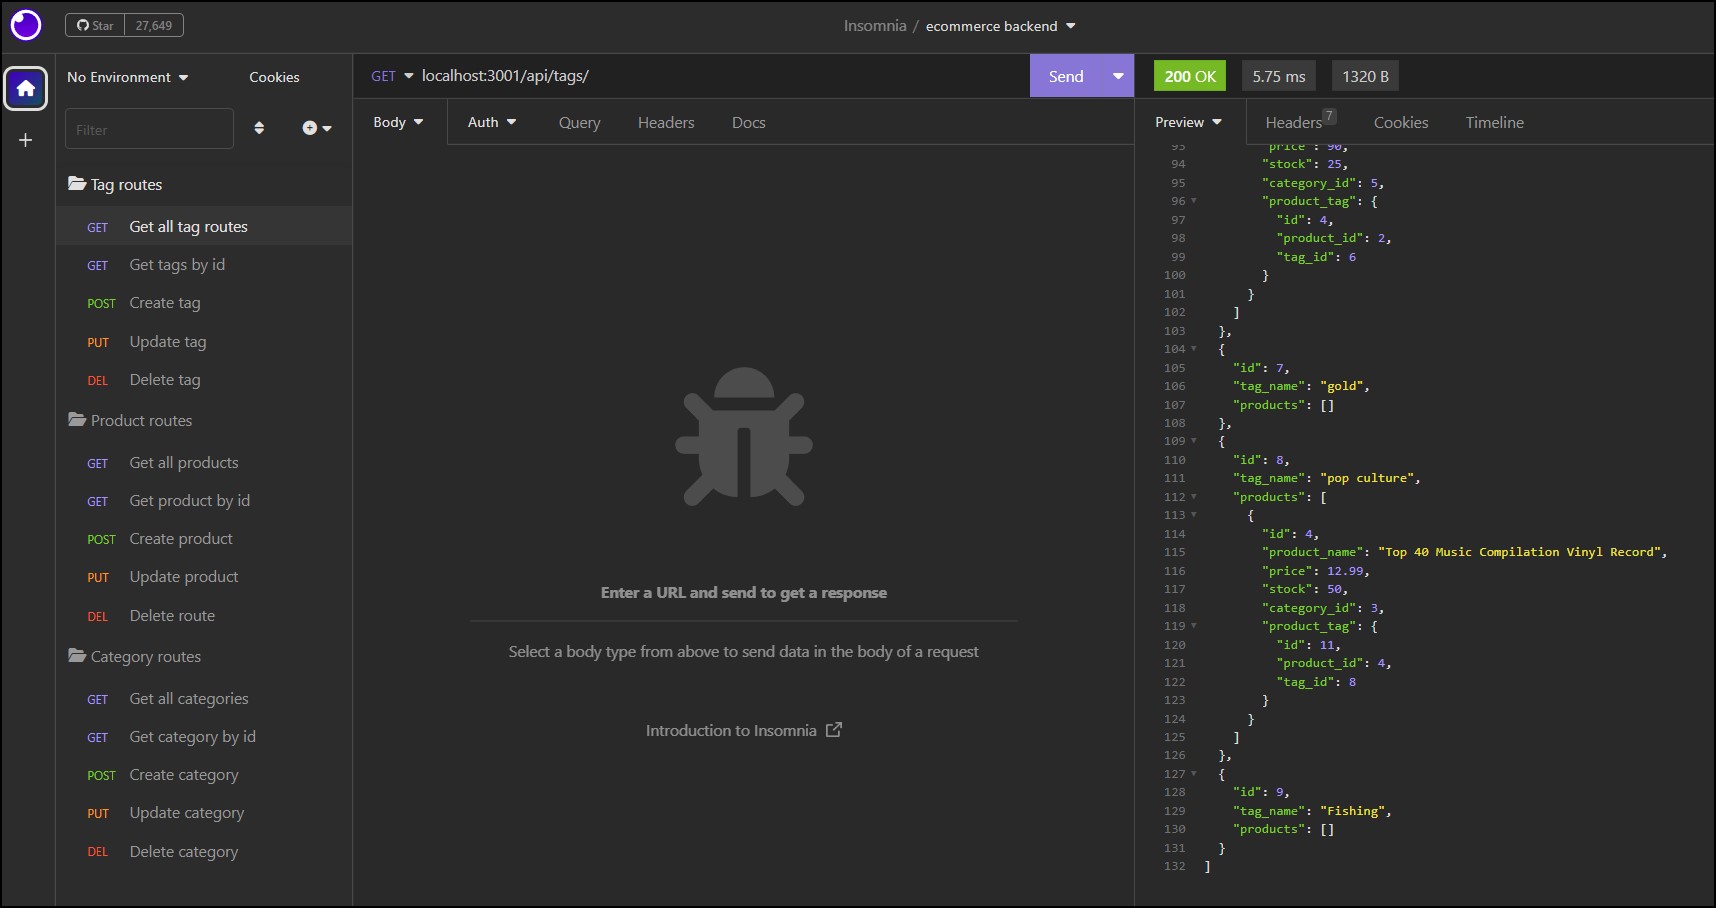 Star 27,649
Insomnia / ecommerce backend
No Environment Cookies
Filter
Tag routes
GET Get all tag routes
GET Get tags by id
POST Create tag
PUT Update tag
DEL Delete tag
Product routes
GET Get all products
GET Get product by id
POST Create product
PUT Update product
DEL Delete route
Category routes
GET Get all categories
GET Get category by id
POST Create category
PUT Update category
DEL Delete category
GET localhost:3001/api/tags/ Send
Body Auth Query Headers Docs
Enter a URL and send to get a response
Select a body type from above to send data in the body of a request
Introduction to Insomnia
200 OK 5.75 ms 1320 B
Preview Headers 7 Cookies Timeline
93 "price": 90,
94 "stock": 25,
95 "category_id": 5,
96 "product_tag": {
97 "id": 4,
98 "product_id": 2,
99 "tag_id": 6
100 }
101 }
102 ]
103 },
104 {
105 "id": 7,
106 "tag_name": "gold",
107 "products": []
108 },
109 {
110 "id": 8,
111 "tag_name": "pop culture",
112 "products": [
113 {
114 "id": 4,
115 "product_name": "Top 40 Music Compilation Vinyl Record",
116 "price": 12.99,
117 "stock": 50,
118 "category_id": 3,
119 "product_tag": {
120 "id": 11,
121 "product_id": 4,
122 "tag_id": 8
123 }
124 }
125 ]
126 },
127 {
128 "id": 9,
129 "tag_name": "Fishing",
130 "products": []
131 }
132 ]